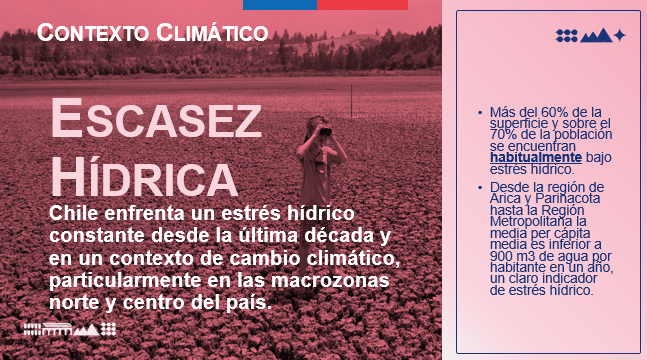 CONTEXTO CLIMÁTICO
ESCASEZ
HÍDRICA
Chile enfrenta un estrés hídrico
constante desde la última década y
en un contexto de cambio climático,
particularmente en las macrozonas
norte y centro del país.
• Más del 60% de la
superficie y sobre el
70% de la población
se encuentran
habitualmente bajo
estrés hídrico.
• Desde la región de
Arica y Parinacota
hasta la Región
Metropolitana la
media per cápita
media es inferior a
900 m3 de agua por
habitante en un año,
un claro indicador
de estrés hídrico.